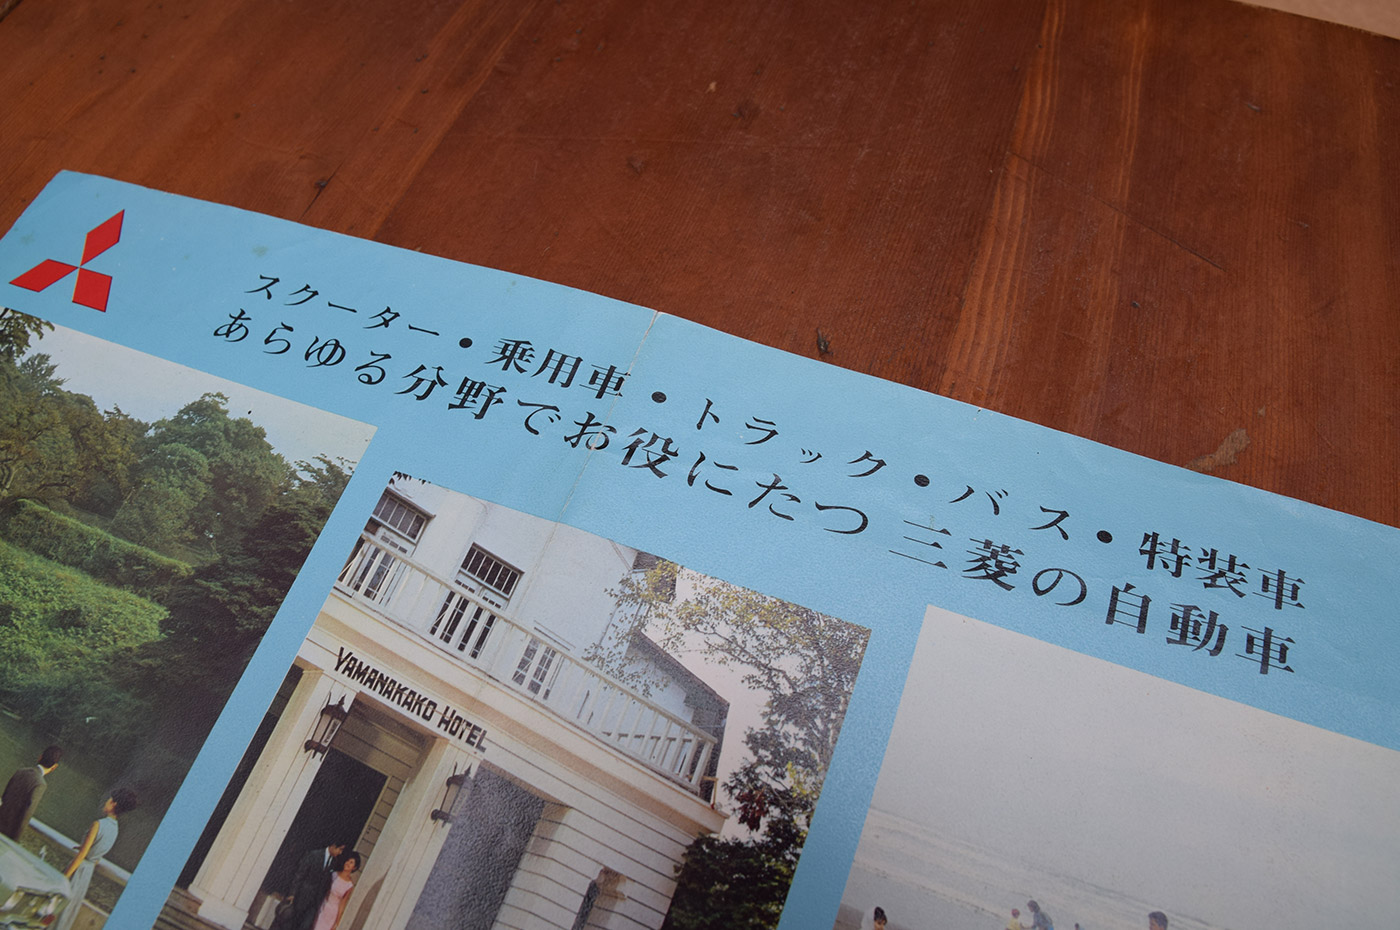 スクーター・乗用車・トラック・バス・特装車
あらゆる分野でお役にたつ 三菱の自動車
YAMANAKAKO HOTEL